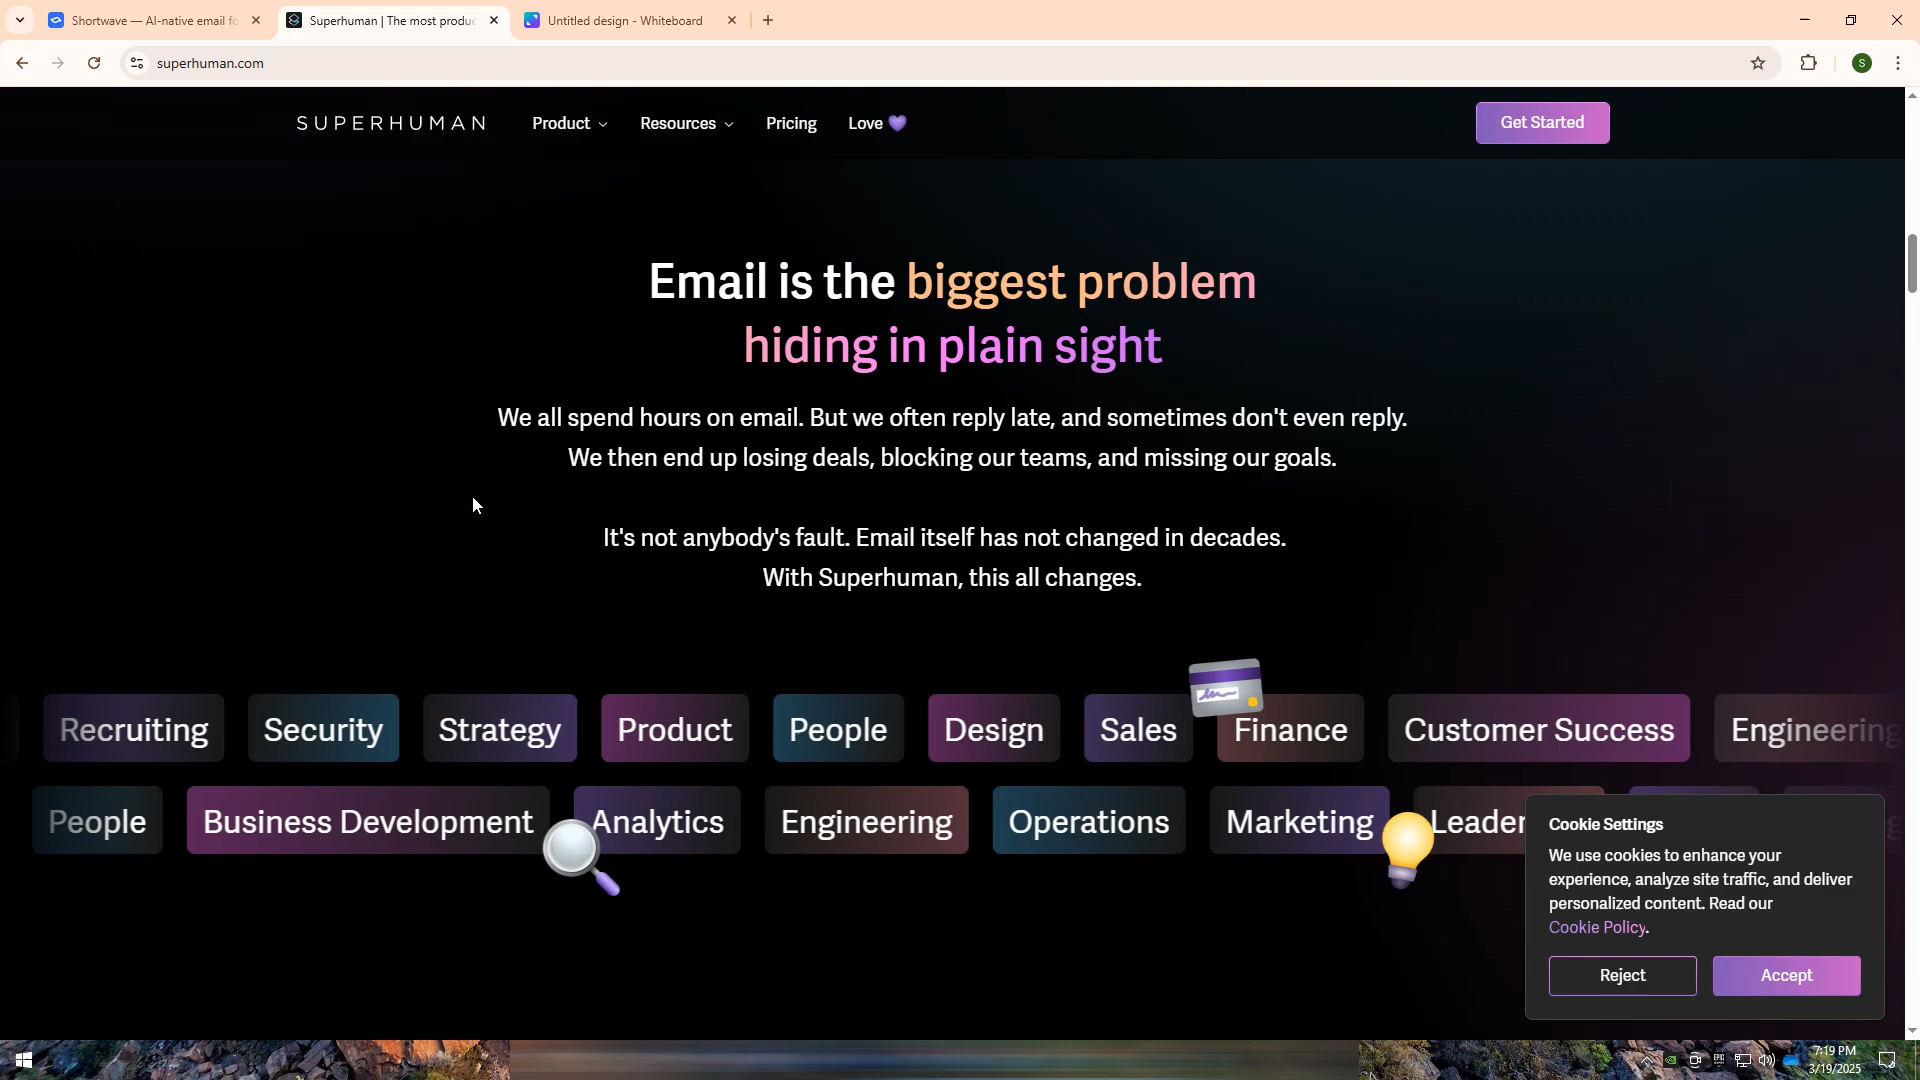 Shortwave — AI-native email fo
Superhuman | The most produc
Untitled design - Whiteboard
superhuman.com
S
SUPERHUMAN
Product
Resources
Pricing
Love 💜
Get Started
Email is the biggest problem
hiding in plain sight
We all spend hours on email. But we often reply late, and sometimes don't even reply.
We then end up losing deals, blocking our teams, and missing our goals.
It's not anybody's fault. Email itself has not changed in decades.
With Superhuman, this all changes.
Recruiting
Security
Strategy
Product
People
Design
Sales
Finance
Customer Success
Engineering
People
Business Development
Analytics
Engineering
Operations
Marketing
Leader
Cookie Settings
We use cookies to enhance your
experience, analyze site traffic, and deliver
personalized content. Read our
Cookie Policy.
Reject
Accept
EPIC
7:19 PM
3/19/2025